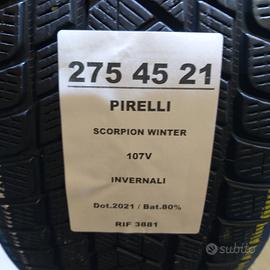 275 45 21
PIRELLI
SCORPION WINTER
107V
INVERNALI
Dot.2021 / Bat.80%
RIF 3881
subito